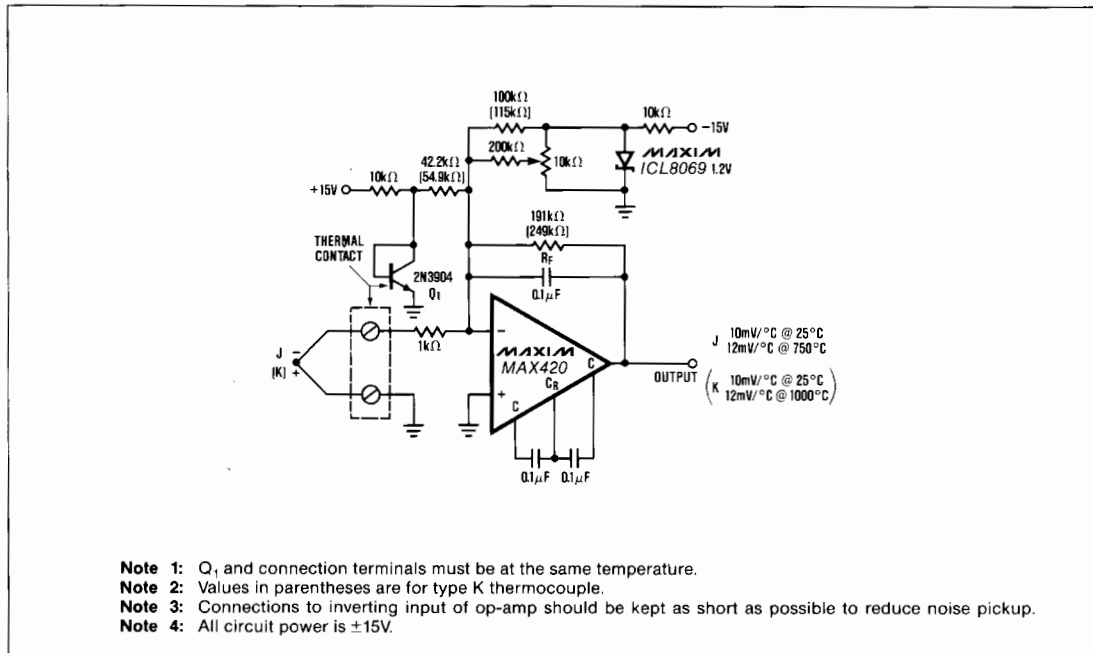 100kΩ
[115kΩ]
10kΩ
-15V
200kΩ
10kΩ
MAXIM
ICL8069 1.2V
42.2kΩ
[54.9kΩ]
10kΩ
+15V
191kΩ
[249kΩ]
RF
0.1µF
THERMAL
CONTACT
2N3904
Q1
1kΩ
J -
[K] +
-
+
MAXIM
MAX420
C
CR
C
0.1µF
0.1µF
OUTPUT
J 10mV/°C @ 25°C
12mV/°C @ 750°C
(K 10mV/°C @ 25°C
12mV/°C @ 1000°C)
Note 1: Q1 and connection terminals must be at the same temperature.
Note 2: Values in parentheses are for type K thermocouple.
Note 3: Connections to inverting input of op-amp should be kept as short as possible to reduce noise pickup.
Note 4: All circuit power is ±15V.